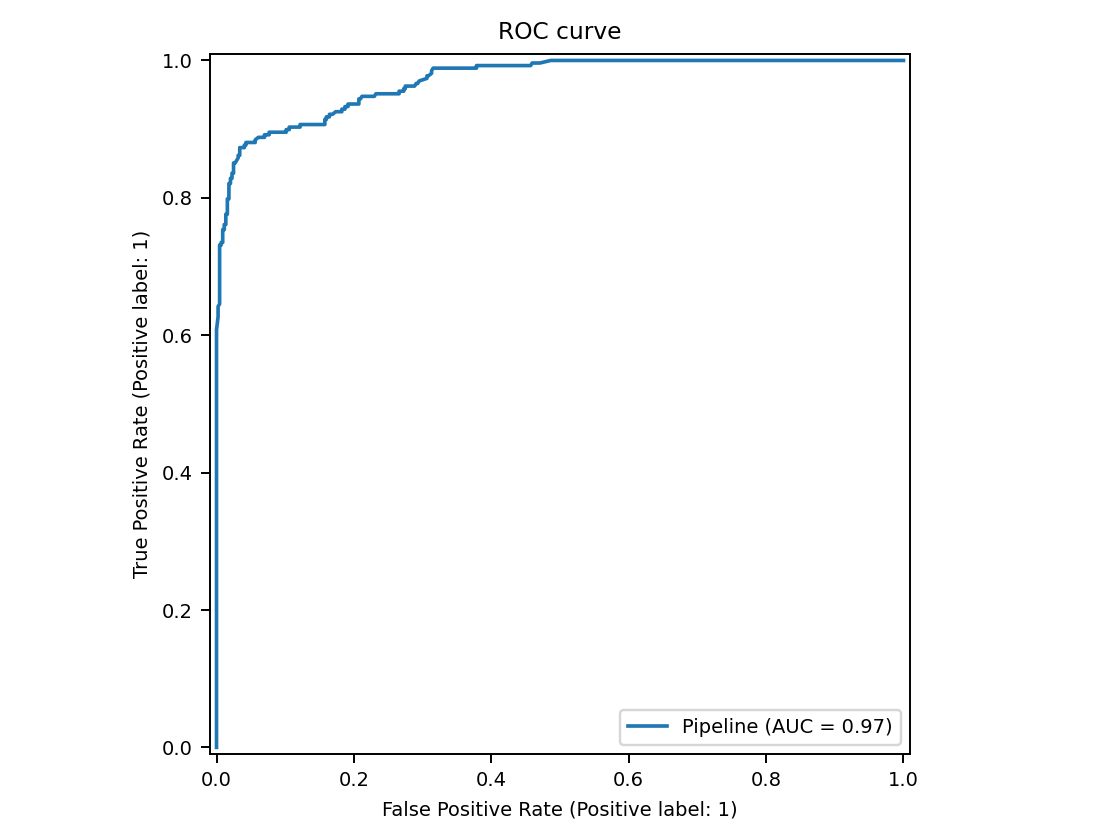 ROC curve
1.0
0.8
0.6
0.4
0.2
0.0
True Positive Rate (Positive label: 1)
Pipeline (AUC = 0.97)
0.0 0.2 0.4 0.6 0.8 1.0
False Positive Rate (Positive label: 1)